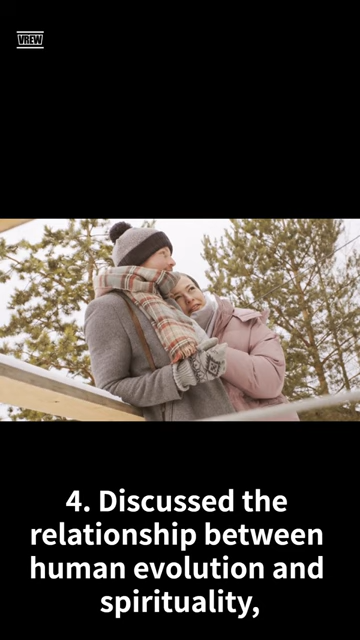 VREW
4. Discussed the
relationship between
human evolution and
spirituality,